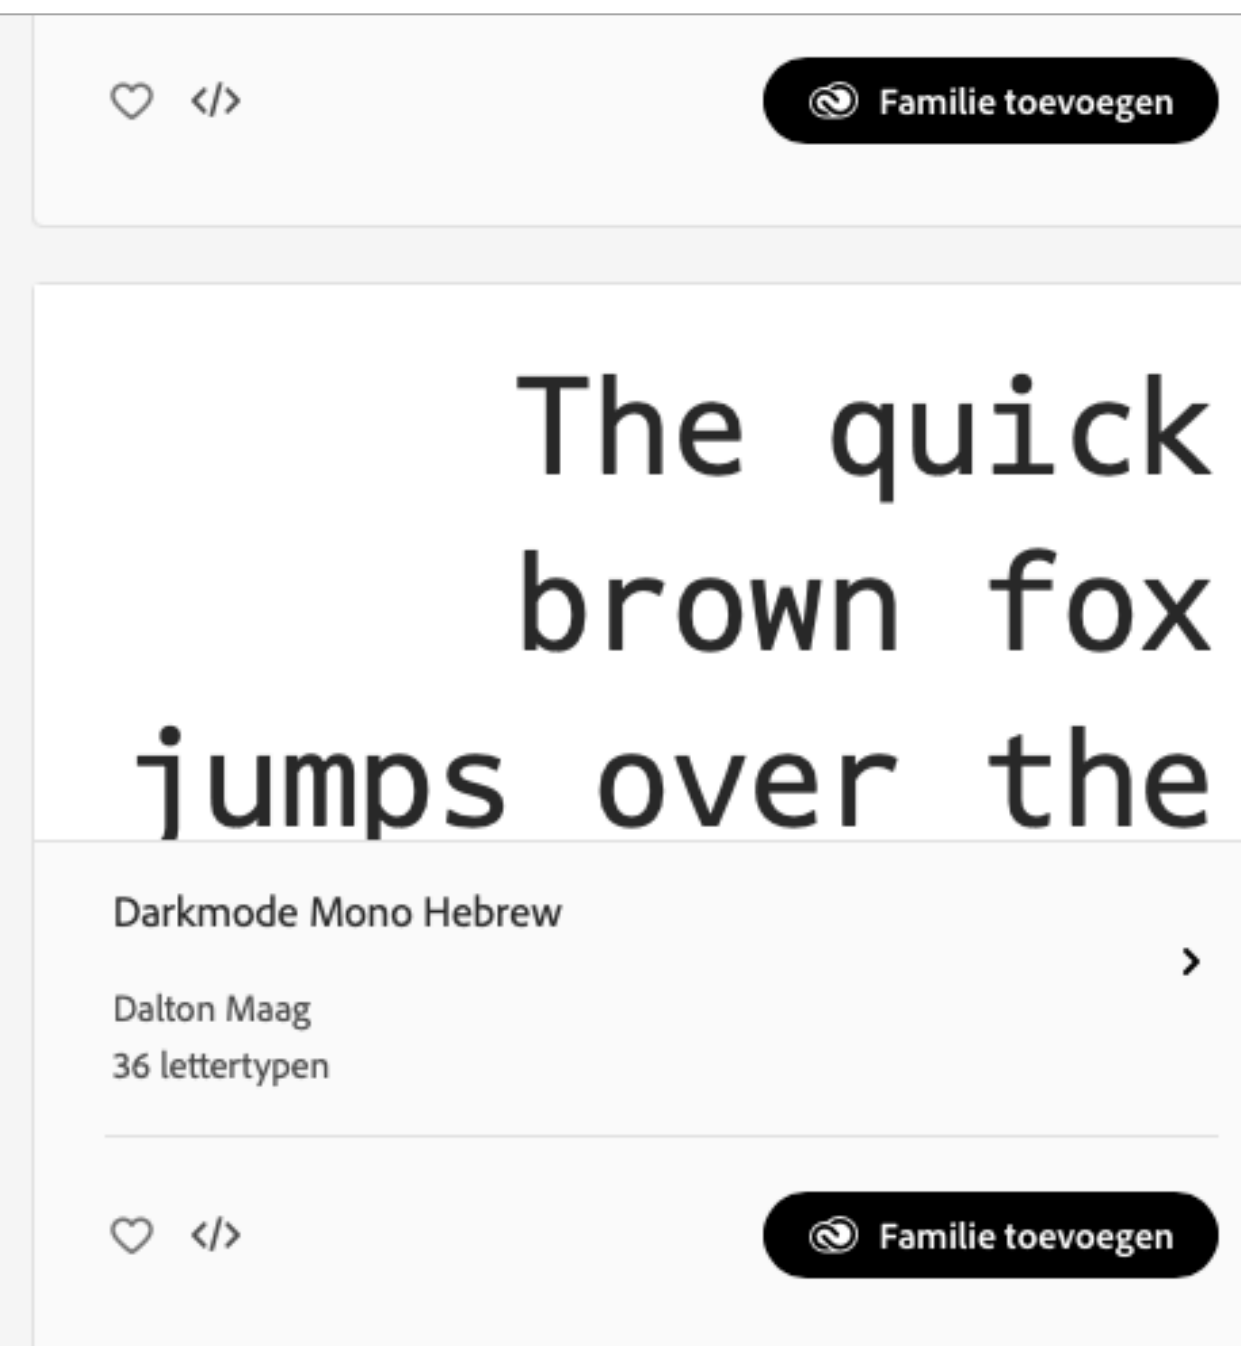 </> Familie toevoegen
The quick
brown fox
jumps over the
Darkmode Mono Hebrew
Dalton Maag
36 lettertypen
</> Familie toevoegen